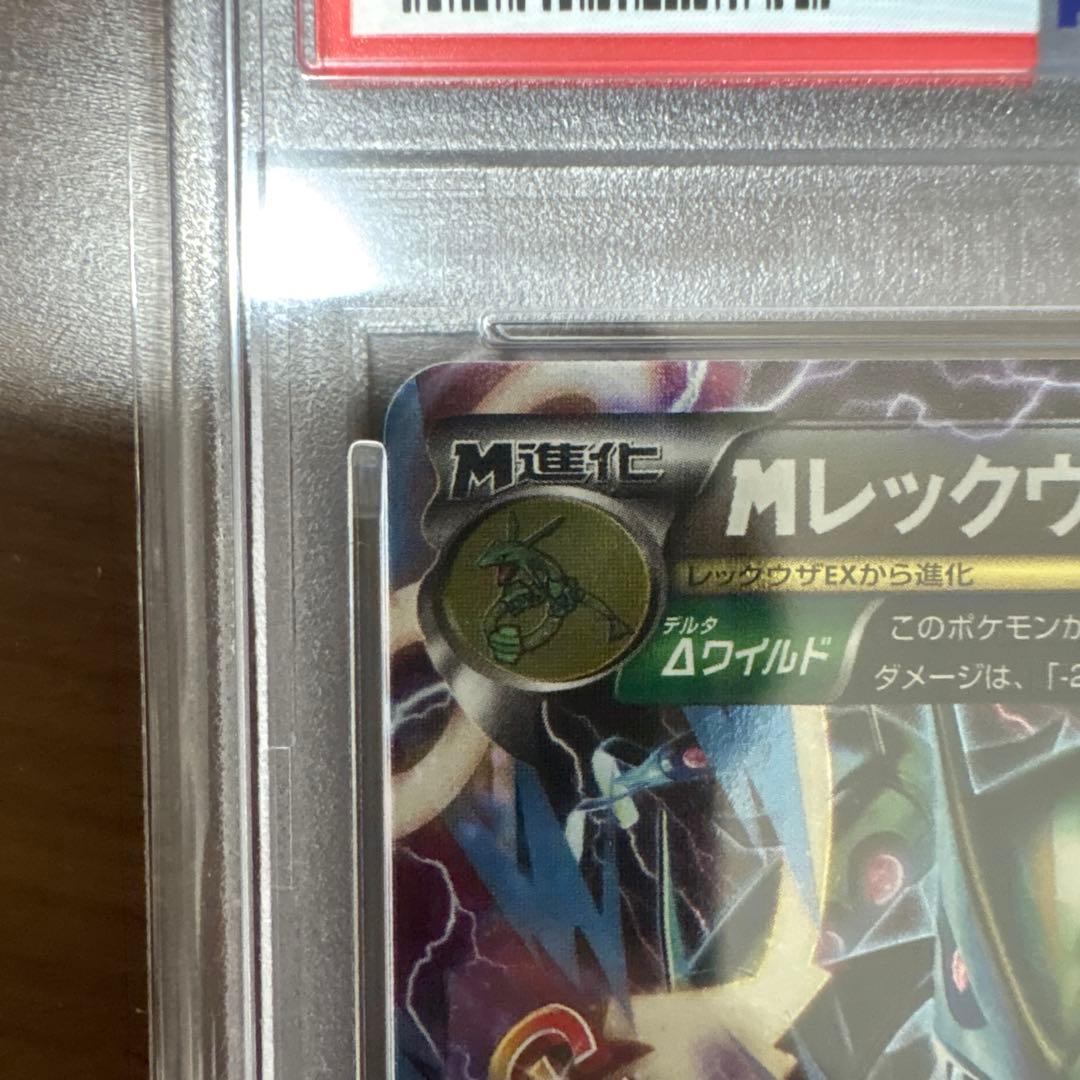 M進化
Mレックウ
レックウザEXから進化
デルタ
Δワイルド
このポケモンか
ダメージは、「-2